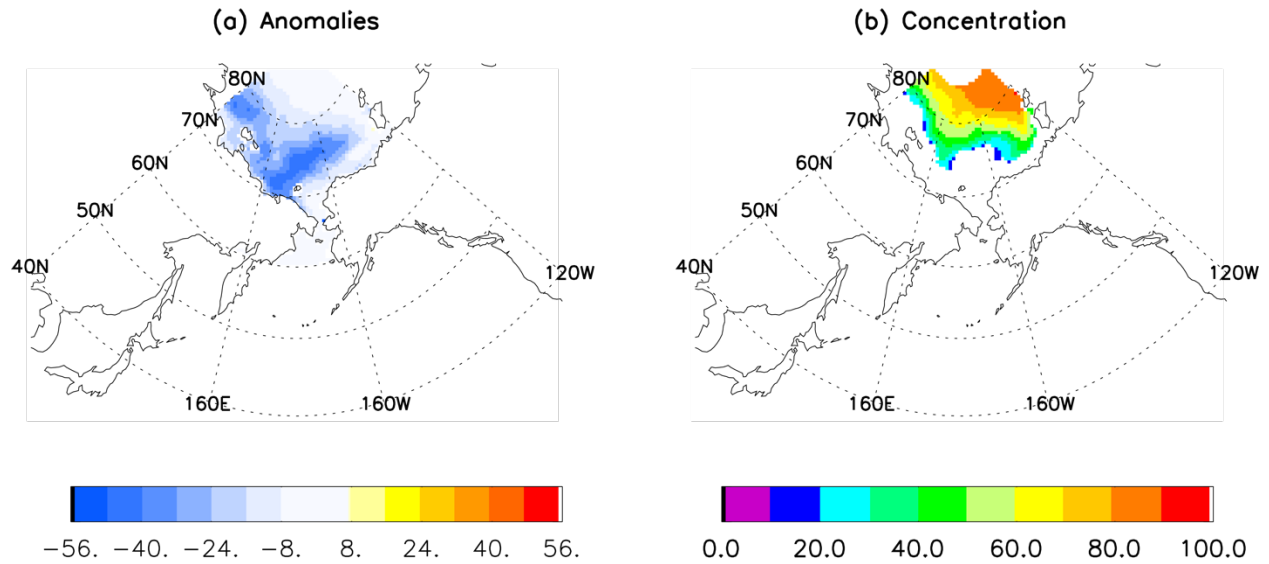 (a) Anomalies
(b) Concentration
80N
70N
60N
50N
40N
120W
160E
160W
80N
70N
60N
50N
40N
120W
160E
160W
−56. −40. −24. −8. 8. 24. 40. 56.
0.0 20.0 40.0 60.0 80.0 100.0